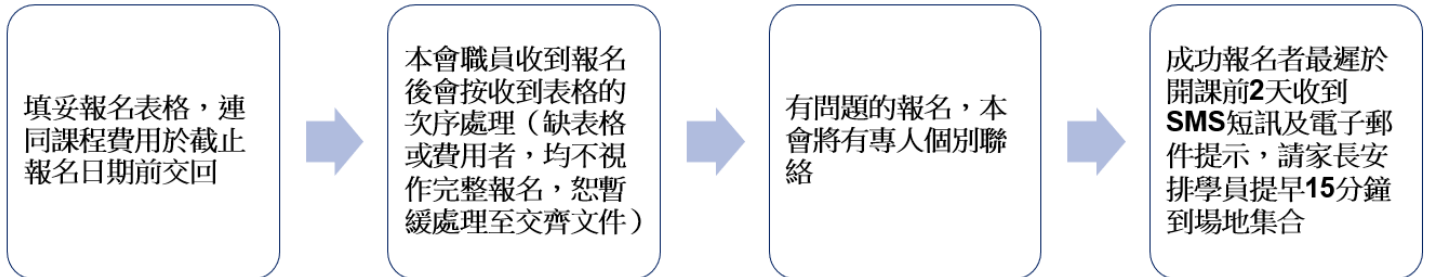 填妥報名表格，連
同課程費用於截止
報名日期前交回
本會職員收到報名
後會按收到表格的
次序處理（缺表格
或費用者，均不視
作完整報名，恕暫
緩處理至交齊文件）
有問題的報名，本
會將有專人個別聯
絡
成功報名者最遲於
開課前2天收到
SMS短訊及電子郵
件提示，請家長安
排學員提早15分鐘
到場地集合